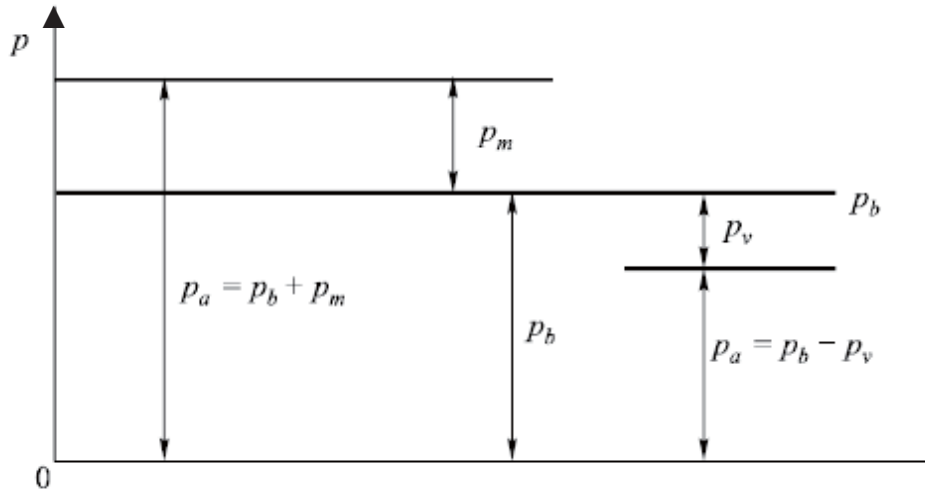 p
p_m
p_b
p_v
p_a = p_b + p_m
p_b
p_a = p_b − p_v
0